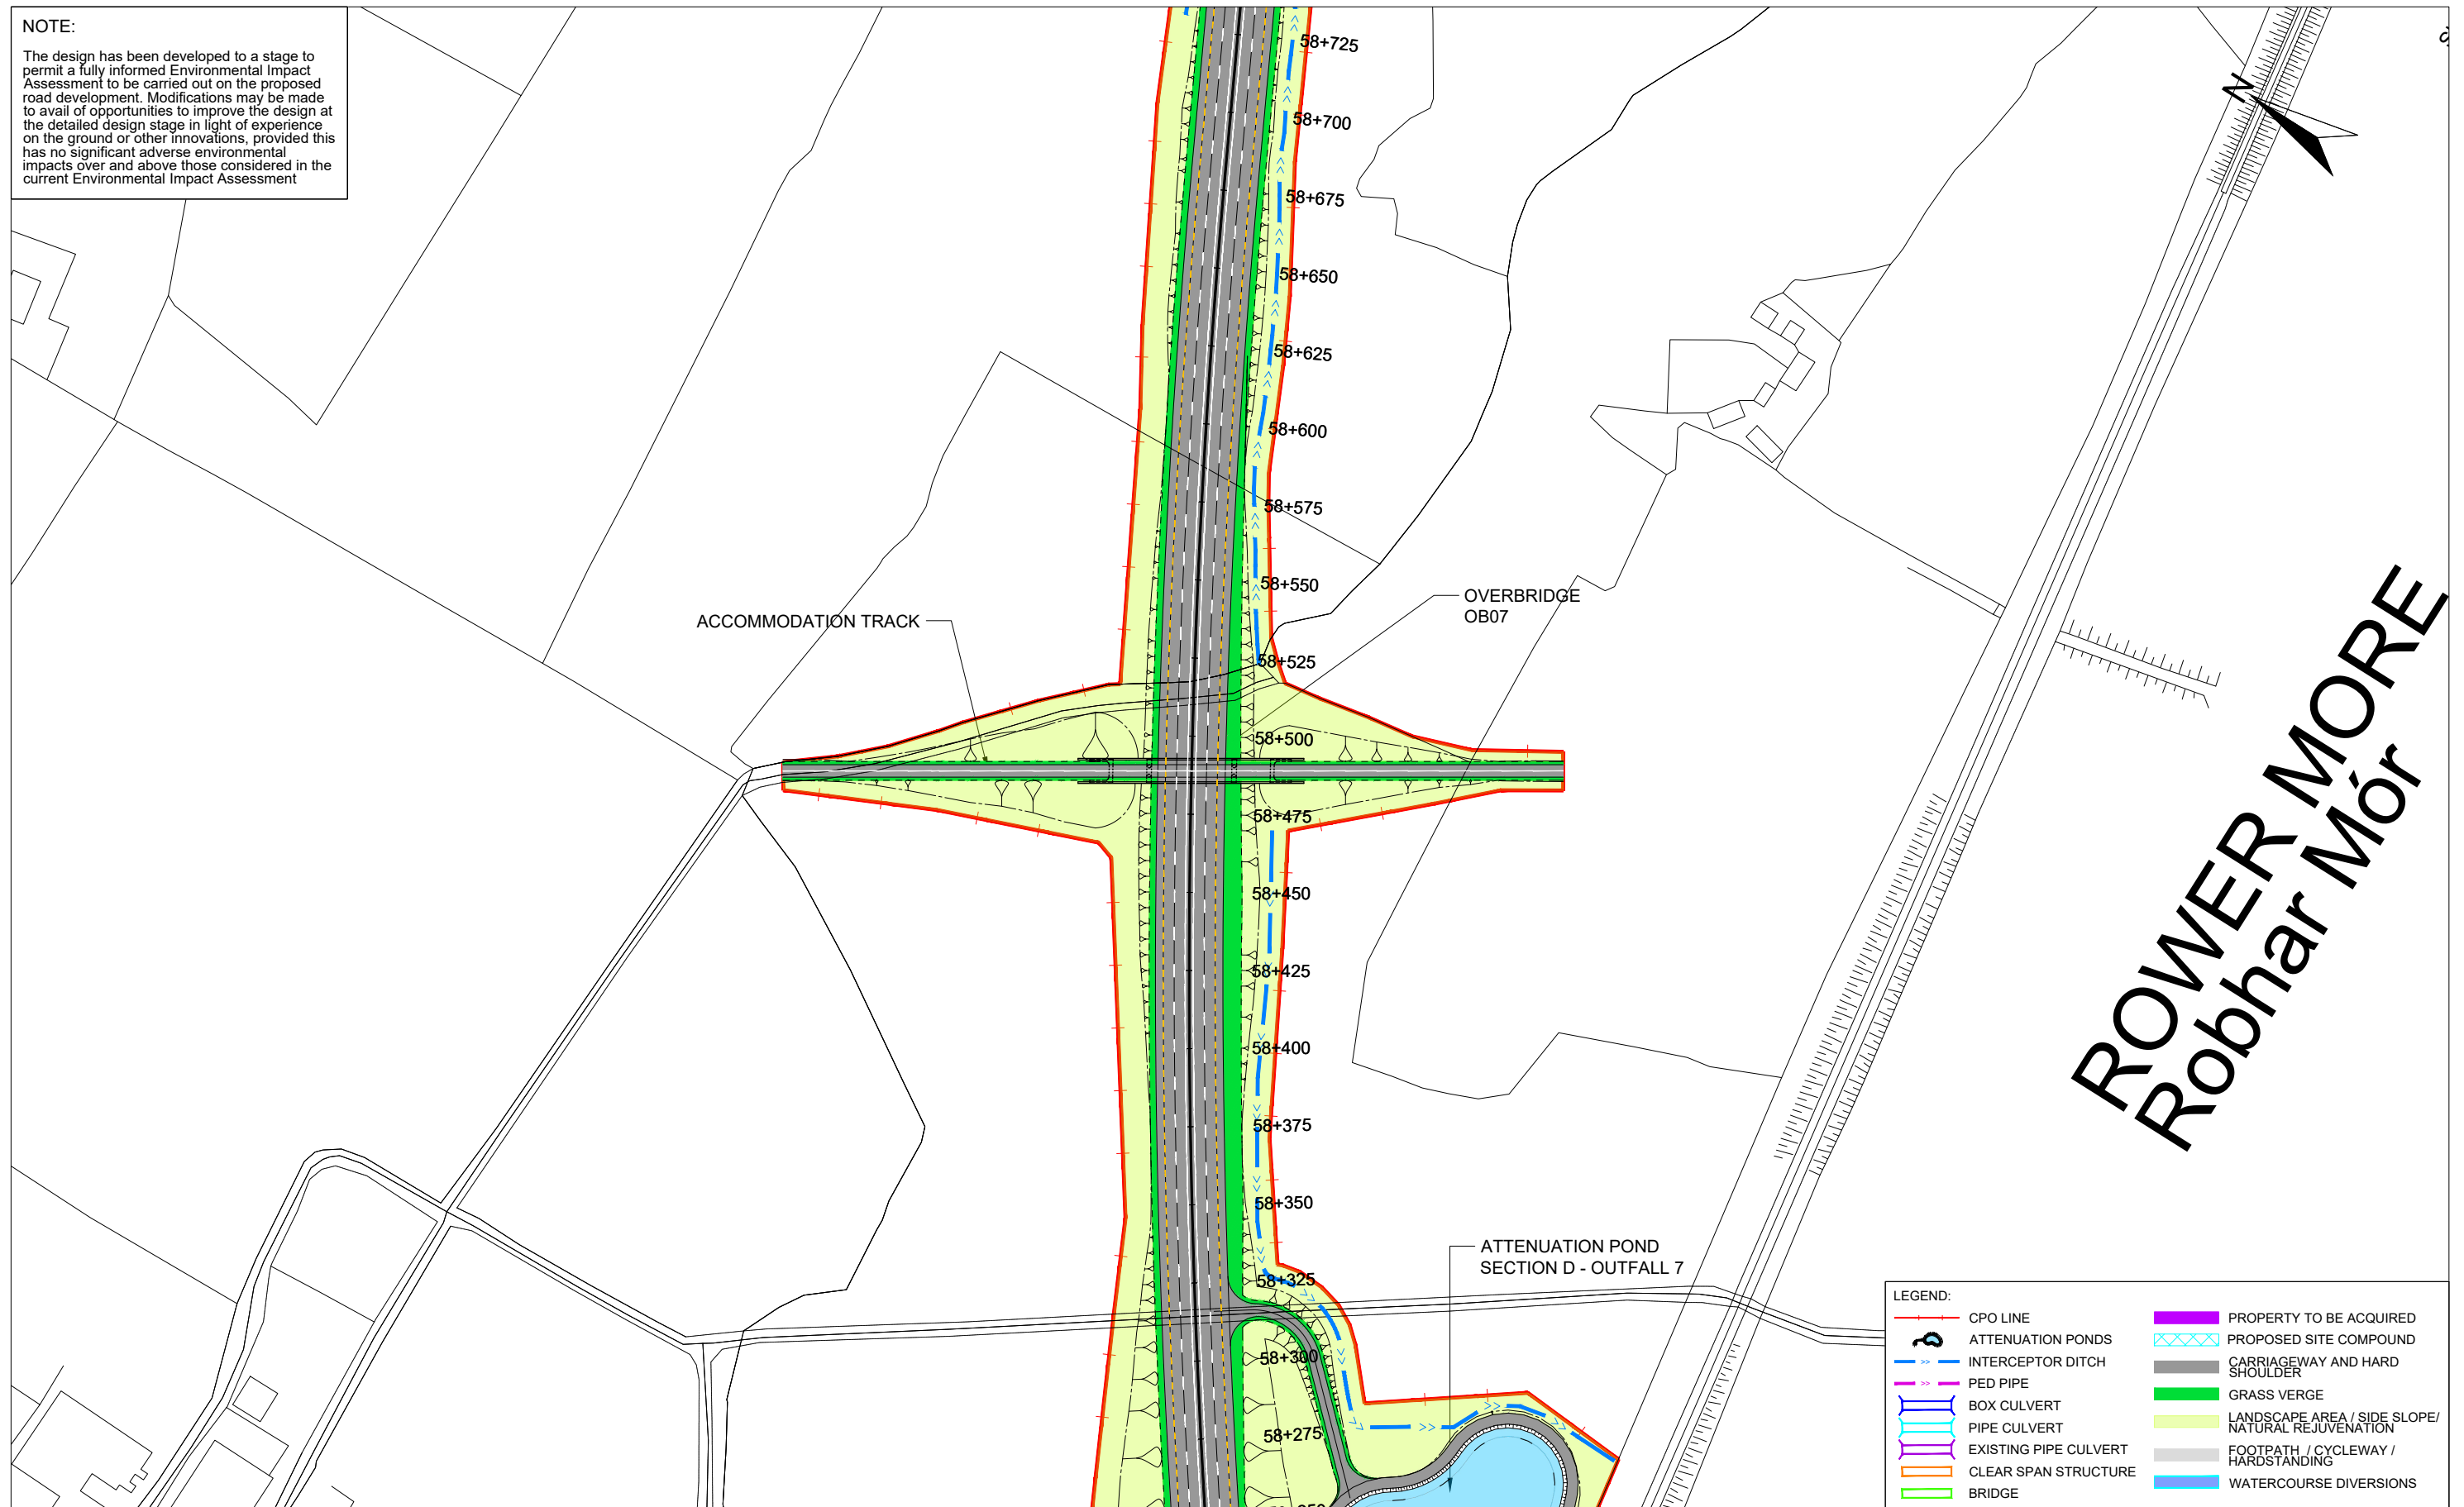 NOTE:
The design has been developed to a stage to
permit a fully informed Environmental Impact
Assessment to be carried out on the proposed
road development. Modifications may be made
to avail of opportunities to improve the design at
the detailed design stage in light of experience
on the ground or other innovations, provided this
has no significant adverse environmental
impacts over and above those considered in the
current Environmental Impact Assessment
58+725
58+700
58+675
58+650
58+625
58+600
58+575
58+550
58+525
58+500
58+475
58+450
58+425
58+400
58+375
58+350
58+325
58+300
58+275
N
ACCOMMODATION TRACK
OVERBRIDGE
OB07
ROWER MORE
Robhar Mór
ATTENUATION POND
SECTION D - OUTFALL 7
LEGEND:
CPO LINE
ATTENUATION PONDS
INTERCEPTOR DITCH
PED PIPE
BOX CULVERT
PIPE CULVERT
EXISTING PIPE CULVERT
CLEAR SPAN STRUCTURE
BRIDGE
PROPERTY TO BE ACQUIRED
PROPOSED SITE COMPOUND
CARRIAGEWAY AND HARD
SHOULDER
GRASS VERGE
LANDSCAPE AREA / SIDE SLOPE/
NATURAL REJUVENATION
FOOTPATH / CYCLEWAY /
HARDSTANDING
WATERCOURSE DIVERSIONS